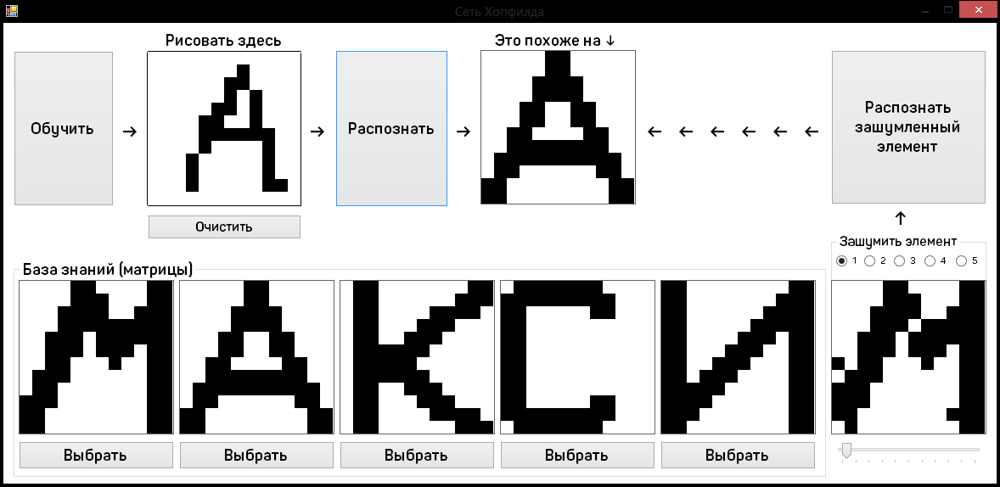 Сеть Хопфилда
Рисовать здесь
Это похоже на ↓
Обучить
→
→
Распознать
→
← ← ← ← ← ←
Распознать
зашумленный
элемент
Очистить
↑
Зашумить элемент
1 2 3 4 5
База знаний (матрицы)
М А К С И М
Выбрать
Выбрать
Выбрать
Выбрать
Выбрать